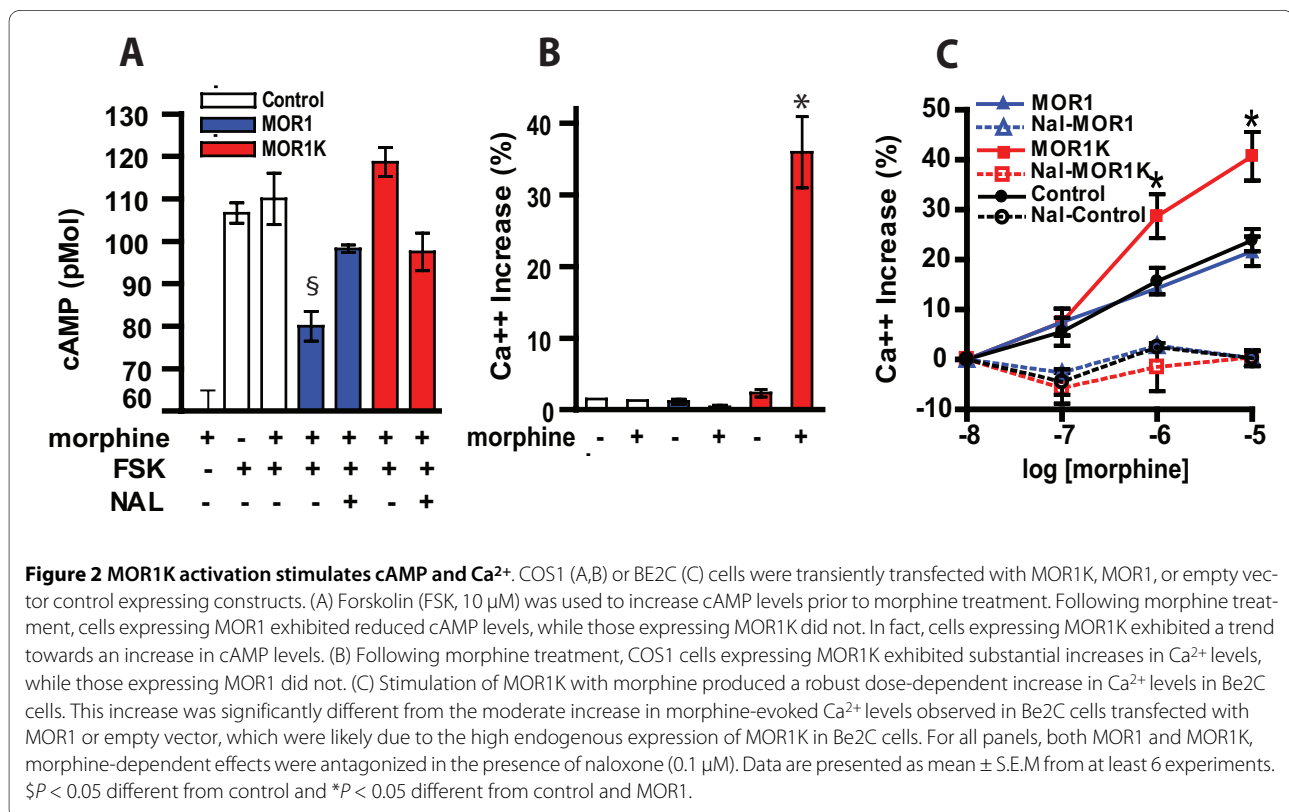 A
B
C
Control
MOR1
MOR1K
130
120
110
100
90
80
70
60
cAMP (pMol)
§
morphine + - + + + + +
FSK - + + + + + +
NAL - - - - + - +
40
30
20
10
0
Ca++ Increase (%)
*
morphine - + - + - +
MOR1
Nal-MOR1
MOR1K
Nal-MOR1K
Control
Nal-Control
50
40
30
20
10
0
-10
Ca++ Increase (%)
*
*
-8 -7 -6 -5
log [morphine]
Figure 2 MOR1K activation stimulates cAMP and Ca²⁺. COS1 (A,B) or BE2C (C) cells were transiently transfected with MOR1K, MOR1, or empty vec-
tor control expressing constructs. (A) Forskolin (FSK, 10 μM) was used to increase cAMP levels prior to morphine treatment. Following morphine treat-
ment, cells expressing MOR1 exhibited reduced cAMP levels, while those expressing MOR1K did not. In fact, cells expressing MOR1K exhibited a trend
towards an increase in cAMP levels. (B) Following morphine treatment, COS1 cells expressing MOR1K exhibited substantial increases in Ca²⁺ levels,
while those expressing MOR1 did not. (C) Stimulation of MOR1K with morphine produced a robust dose-dependent increase in Ca²⁺ levels in Be2C
cells. This increase was significantly different from the moderate increase in morphine-evoked Ca²⁺ levels observed in Be2C cells transfected with
MOR1 or empty vector, which were likely due to the high endogenous expression of MOR1K in Be2C cells. For all panels, both MOR1 and MOR1K,
morphine-dependent effects were antagonized in the presence of naloxone (0.1 μM). Data are presented as mean ± S.E.M from at least 6 experiments.
$P < 0.05 different from control and *P < 0.05 different from control and MOR1.